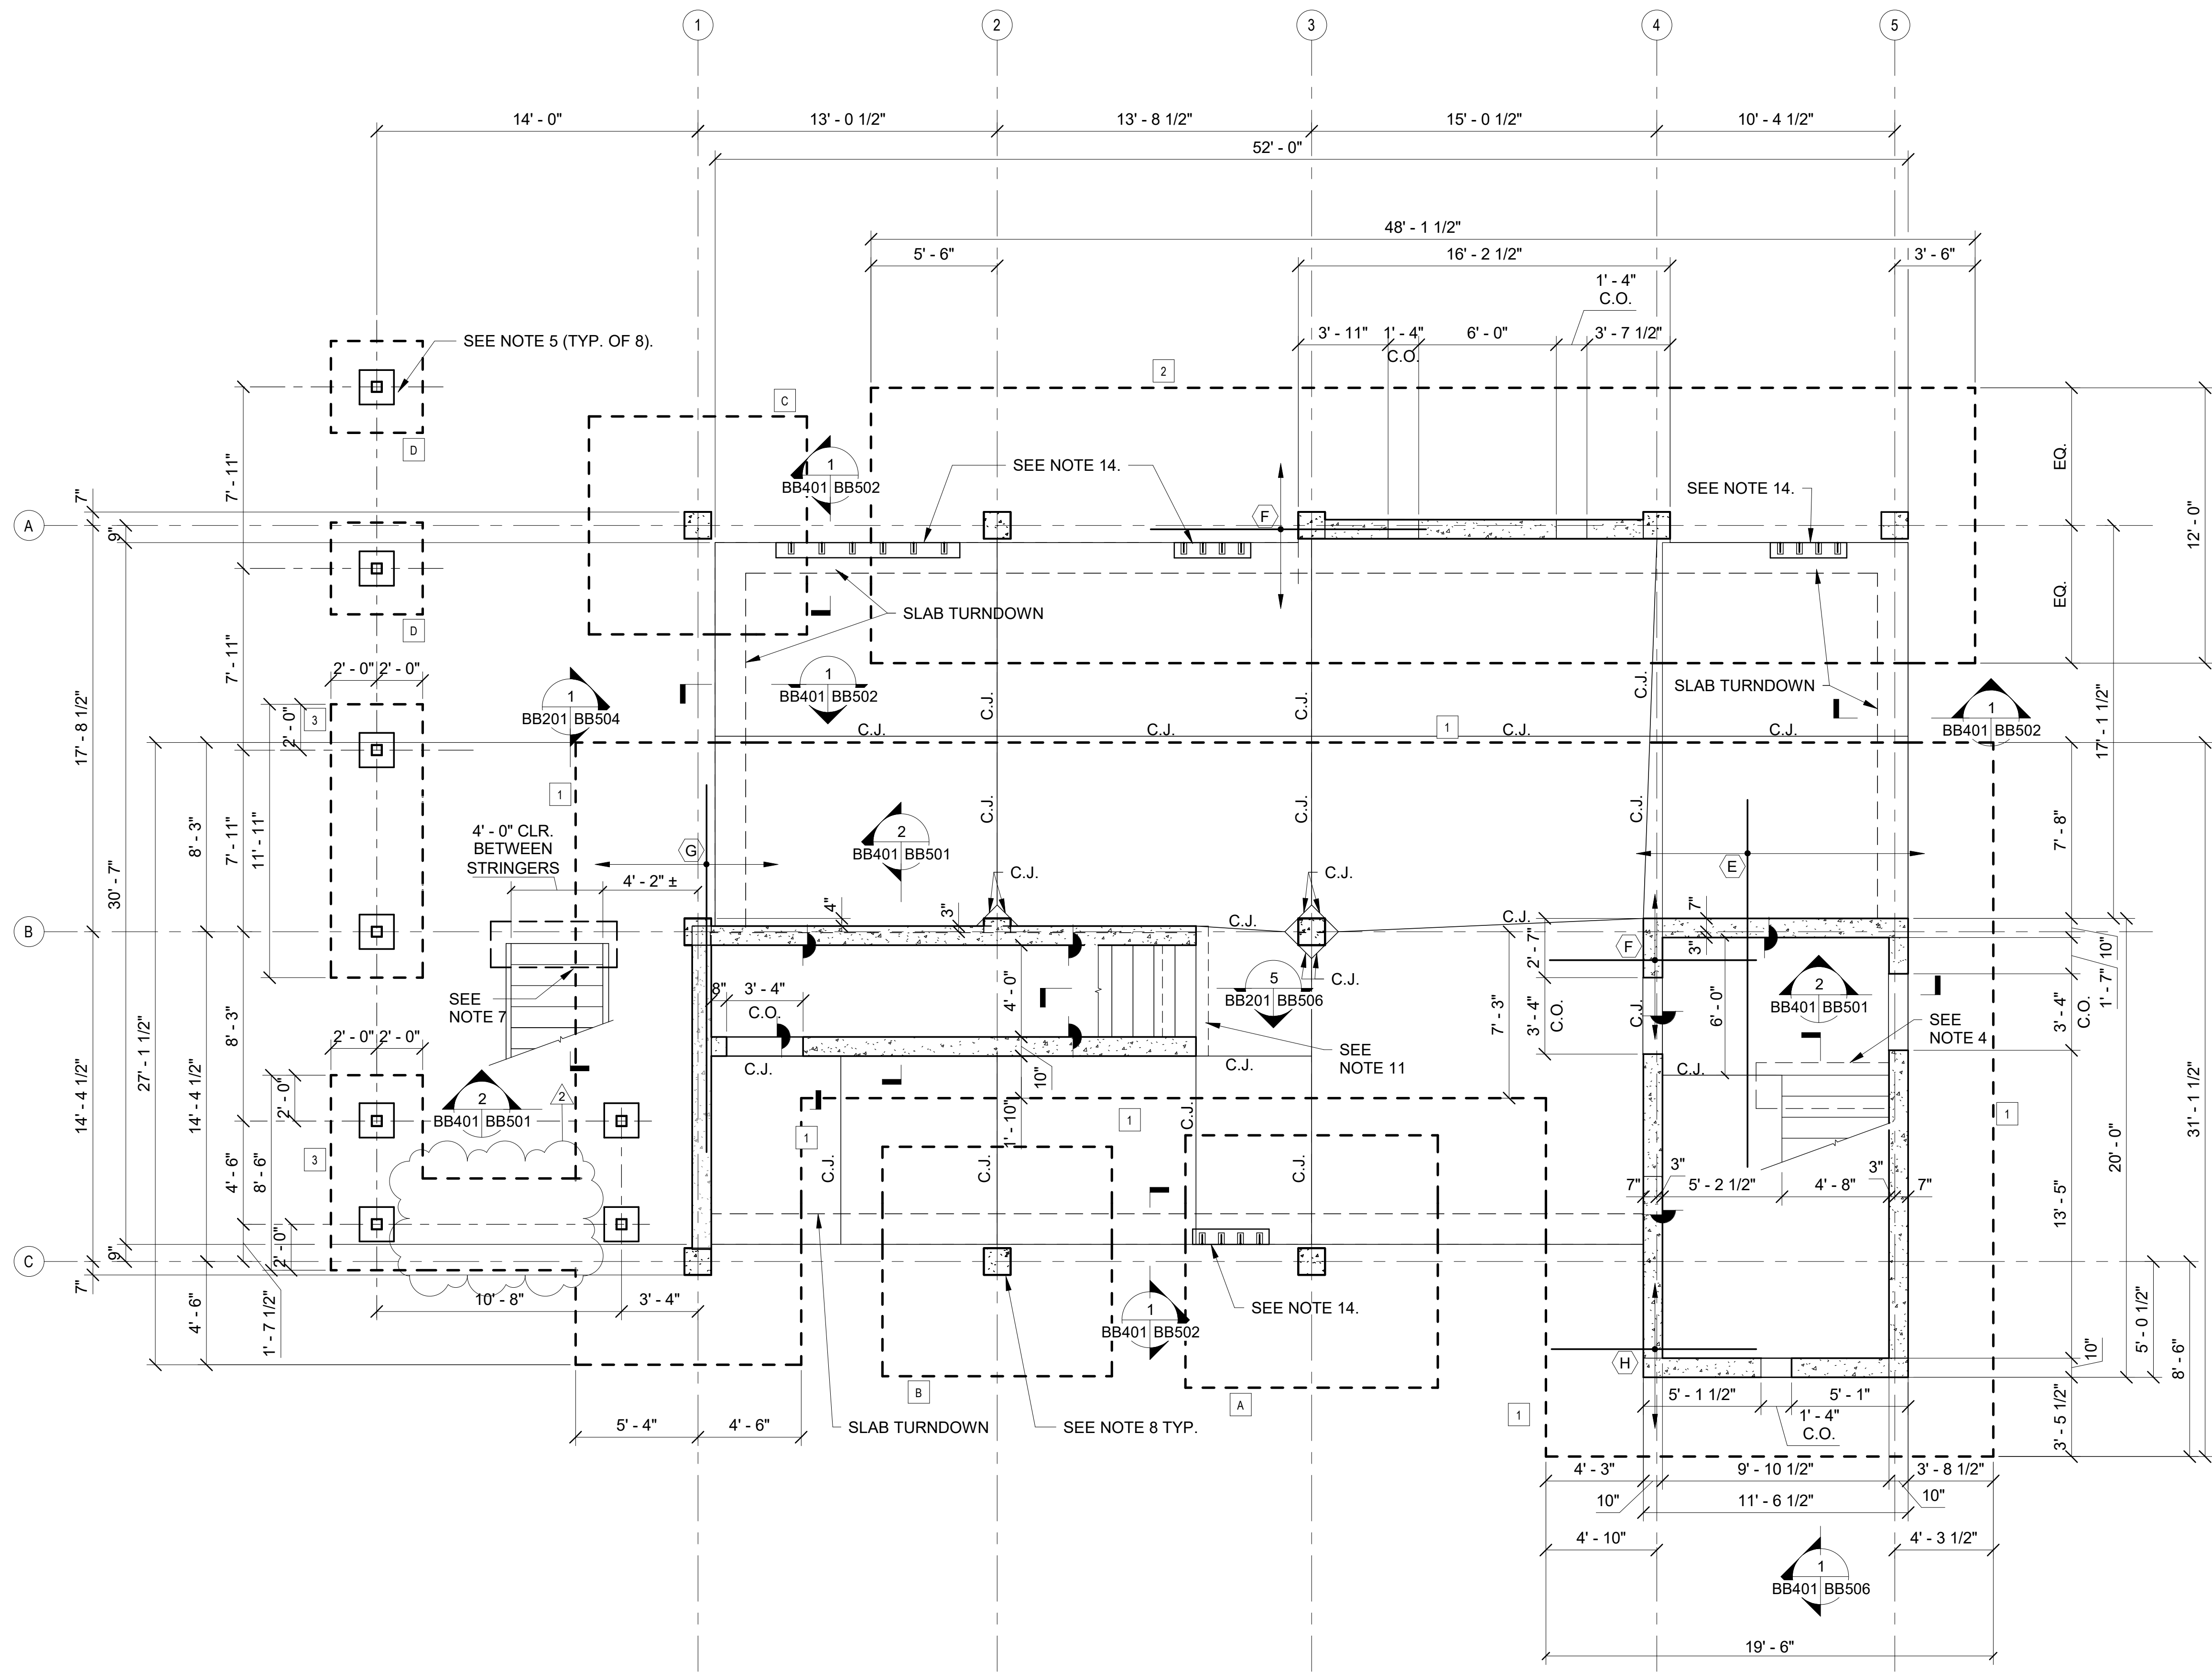 1
2
3
4
5
14' - 0"
13' - 0 1/2"
13' - 8 1/2"
15' - 0 1/2"
10' - 4 1/2"
52' - 0"
48' - 1 1/2"
5' - 6"
16' - 2 1/2"
3' - 6"
1' - 4"
C.O.
3' - 11"
1' - 4"
C.O.
6' - 0"
3' - 7 1/2"
SEE NOTE 5 (TYP. OF 8).
2
C
D
7' - 11"
1
BB401 BB502
SEE NOTE 14.
SEE NOTE 14.
EQ.
12' - 0"
7"
A
9"
F
D
SLAB TURNDOWN
EQ.
7' - 11"
2' - 0"
2' - 0"
3
2' - 0"
1
BB201 BB504
1
BB401 BB502
C.J.
C.J.
C.J.
SLAB TURNDOWN
1
BB401 BB502
17' - 1 1/2"
17' - 8 1/2"
C.J.
C.J.
1
C.J.
C.J.
1
4' - 0" CLR.
BETWEEN
STRINGERS
4' - 2" ±
8' - 3"
7' - 11"
11' - 11"
30' - 7"
2
BB401 BB501
G
C.J.
C.J.
C.J.
E
7' - 8"
31' - 1 1/2"
C.J.
C.J.
4"
3"
C.J.
C.J.
7"
3"
B
F
2' - 7"
10"
1' - 7"
SEE
NOTE 7
8"
3' - 4"
C.O.
4' - 0"
5
BB201 BB506
C.J.
7' - 3"
3' - 4"
C.O.
C.J.
6' - 0"
2
BB401 BB501
SEE
NOTE 4
3' - 4"
C.O.
27' - 1 1/2"
14' - 4 1/2"
14' - 4 1/2"
8' - 3"
2' - 0"
2' - 0"
2' - 0"
2
BB401 BB501
2
C.J.
10"
C.J.
SEE
NOTE 11
C.J.
1
20' - 0"
3
4' - 6"
8' - 6"
1
C.J.
1' - 10"
1
C.J.
C.J.
C.J.
3"
7"
5' - 2 1/2"
4' - 8"
3"
7"
13' - 5"
C
9"
7"
2' - 0"
10' - 8"
3' - 4"
1' - 7 1/2"
4' - 6"
SEE NOTE 14.
1
BB401 BB502
H
B
A
1
5' - 4"
4' - 6"
SLAB TURNDOWN
SEE NOTE 8 TYP.
5' - 1 1/2"
5' - 1"
1' - 4"
C.O.
10"
5' - 0 1/2"
8' - 6"
3' - 5 1/2"
4' - 3"
9' - 10 1/2"
3' - 8 1/2"
10"
11' - 6 1/2"
10"
4' - 10"
4' - 3 1/2"
1
BB401 BB506
19' - 6"